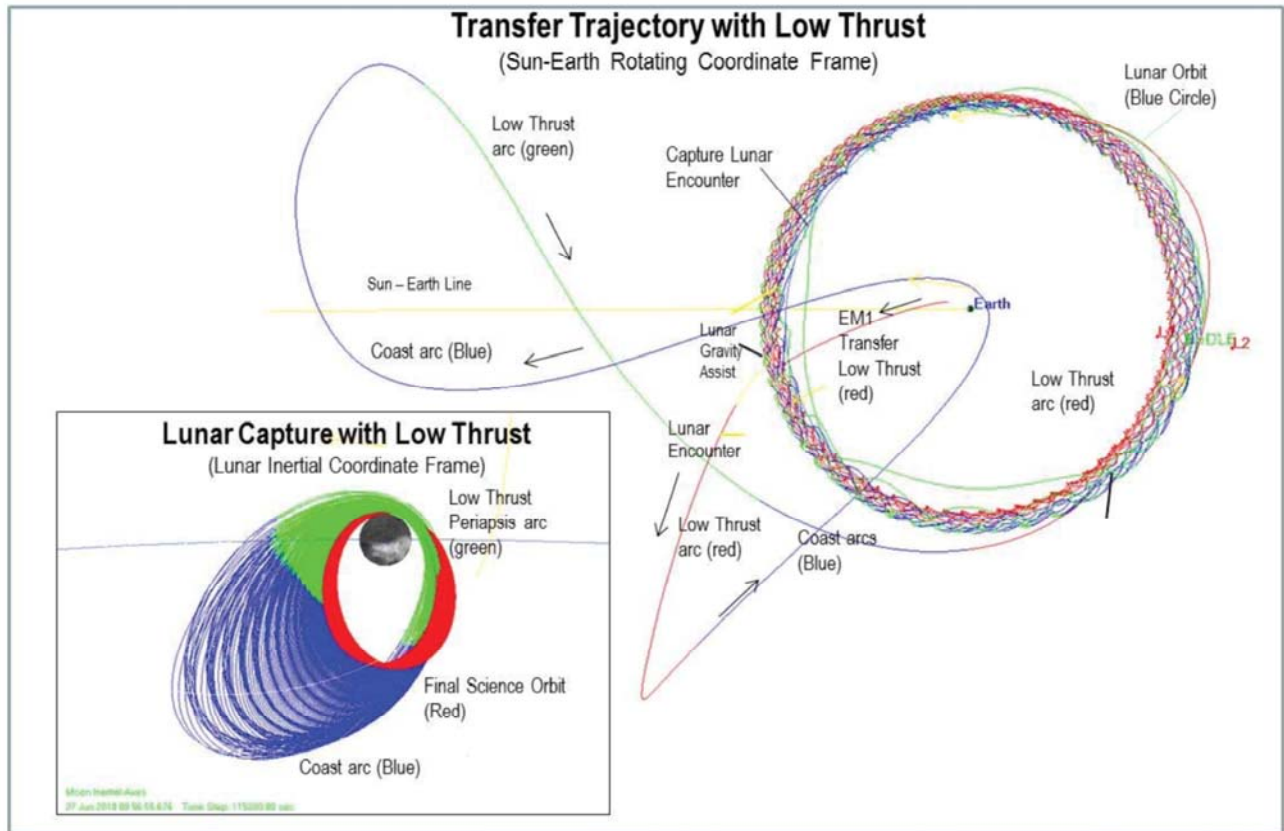 Transfer Trajectory with Low Thrust
(Sun-Earth Rotating Coordinate Frame)
Lunar Orbit
(Blue Circle)
Low Thrust
arc (green)
Capture Lunar
Encounter
Sun – Earth Line
Earth
EM1
Transfer
Low Thrust
(red)
Lunar
Gravity
Assist
Coast arc (Blue)
L1
L2
Low Thrust
arc (red)
Lunar
Encounter
Low Thrust
arc (red)
Coast arcs
(Blue)
Lunar Capture with Low Thrust
(Lunar Inertial Coordinate Frame)
Low Thrust
Periapsis arc
(green)
Final Science Orbit
(Red)
Coast arc (Blue)
Moon Inertial Axes